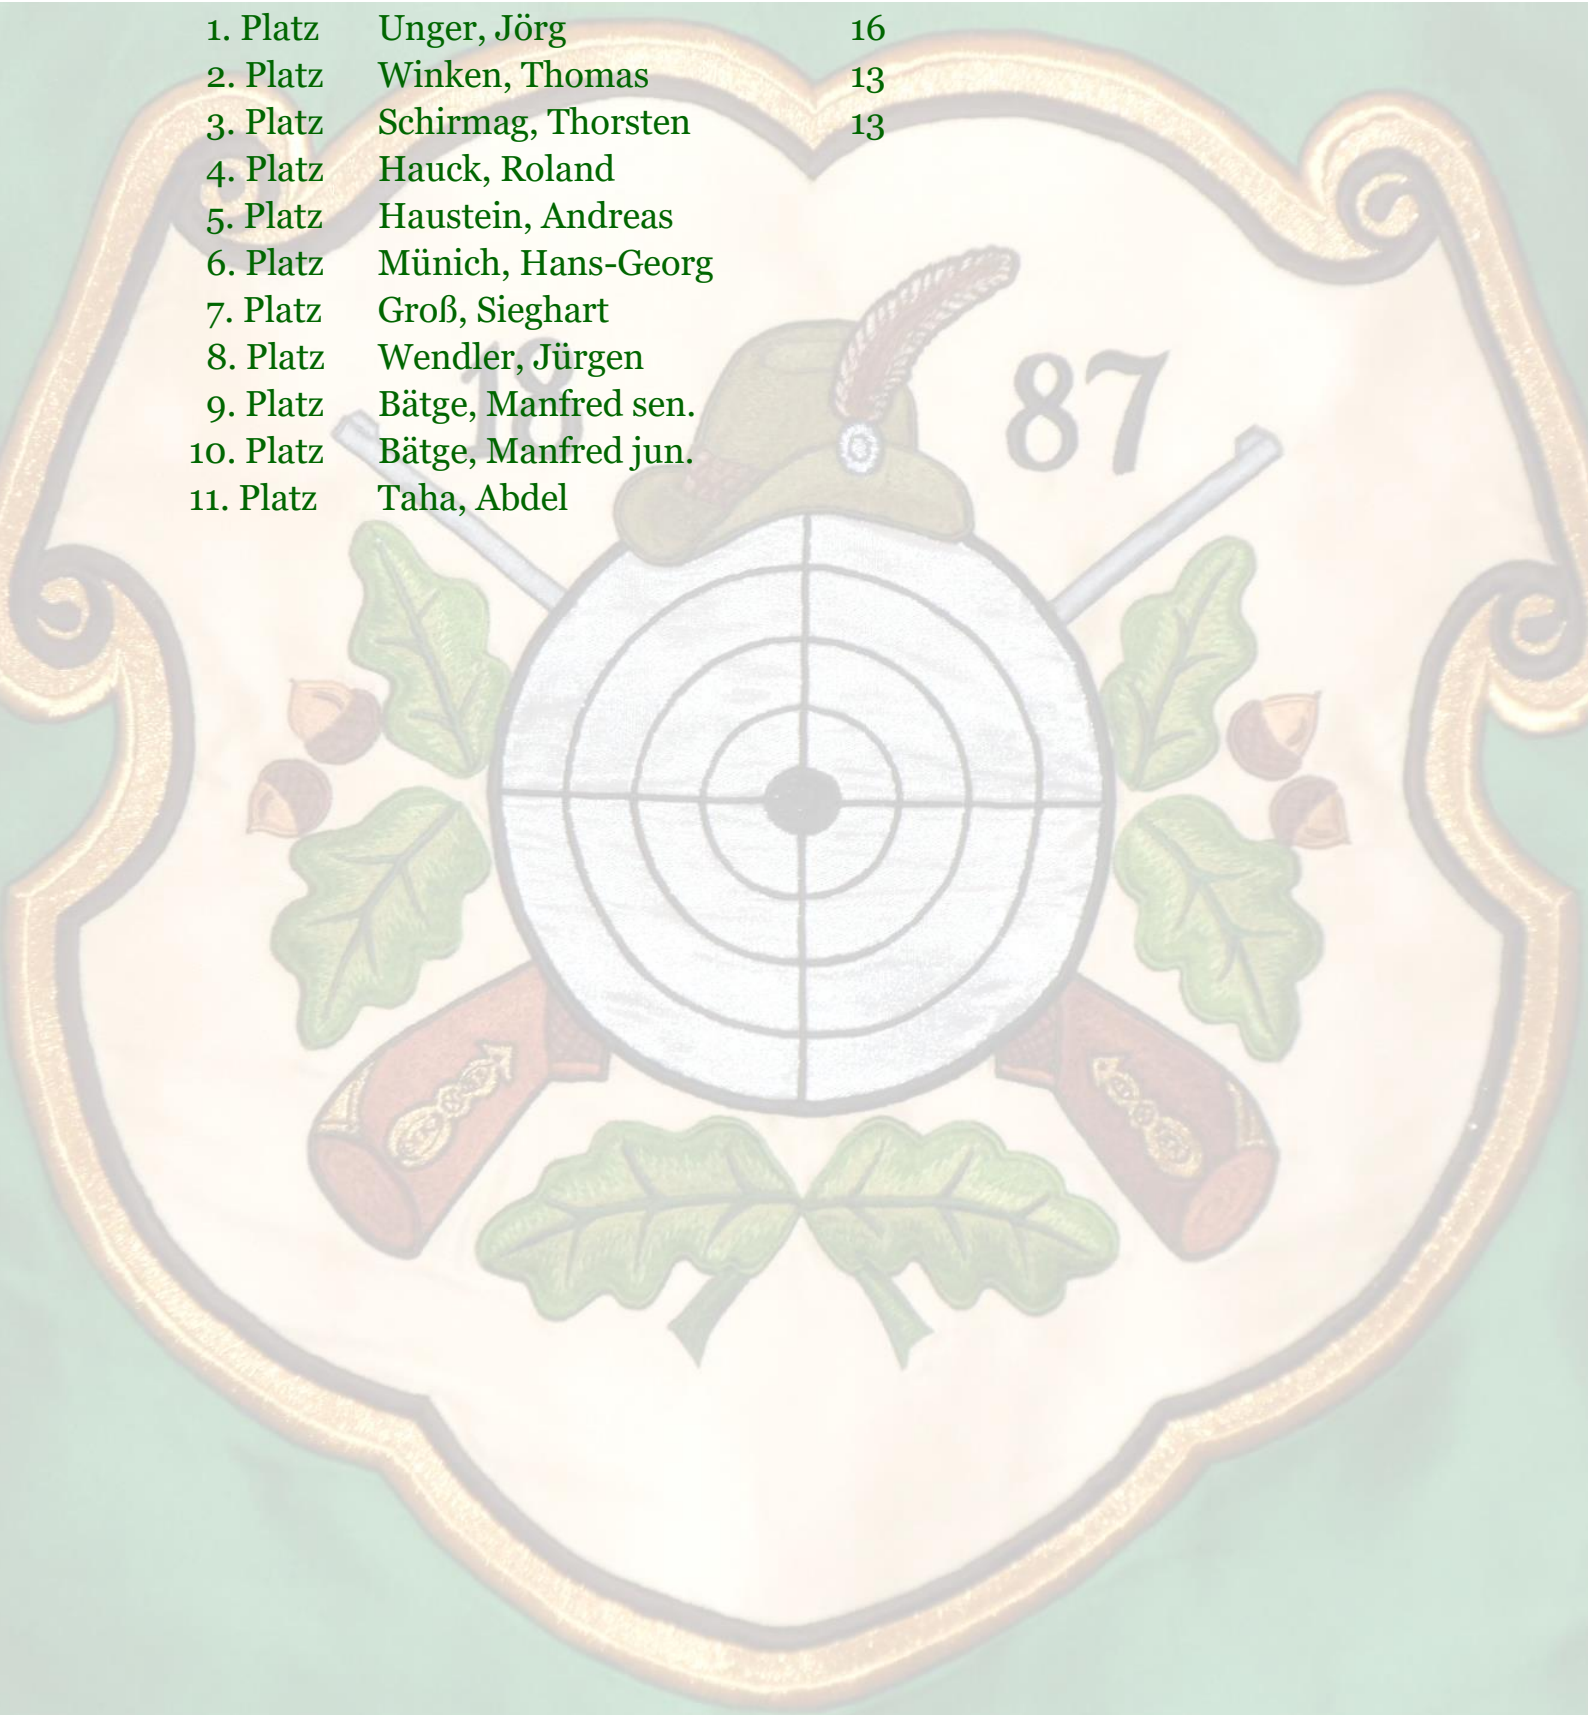 1. Platz Unger, Jörg 16
2. Platz Winken, Thomas 13
3. Platz Schirmag, Thorsten 13
4. Platz Hauck, Roland
5. Platz Haustein, Andreas
6. Platz Münich, Hans-Georg
7. Platz Groß, Sieghart
8. Platz Wendler, Jürgen
9. Platz Bätge, Manfred sen.
10. Platz Bätge, Manfred jun.
11. Platz Taha, Abdel
18 87